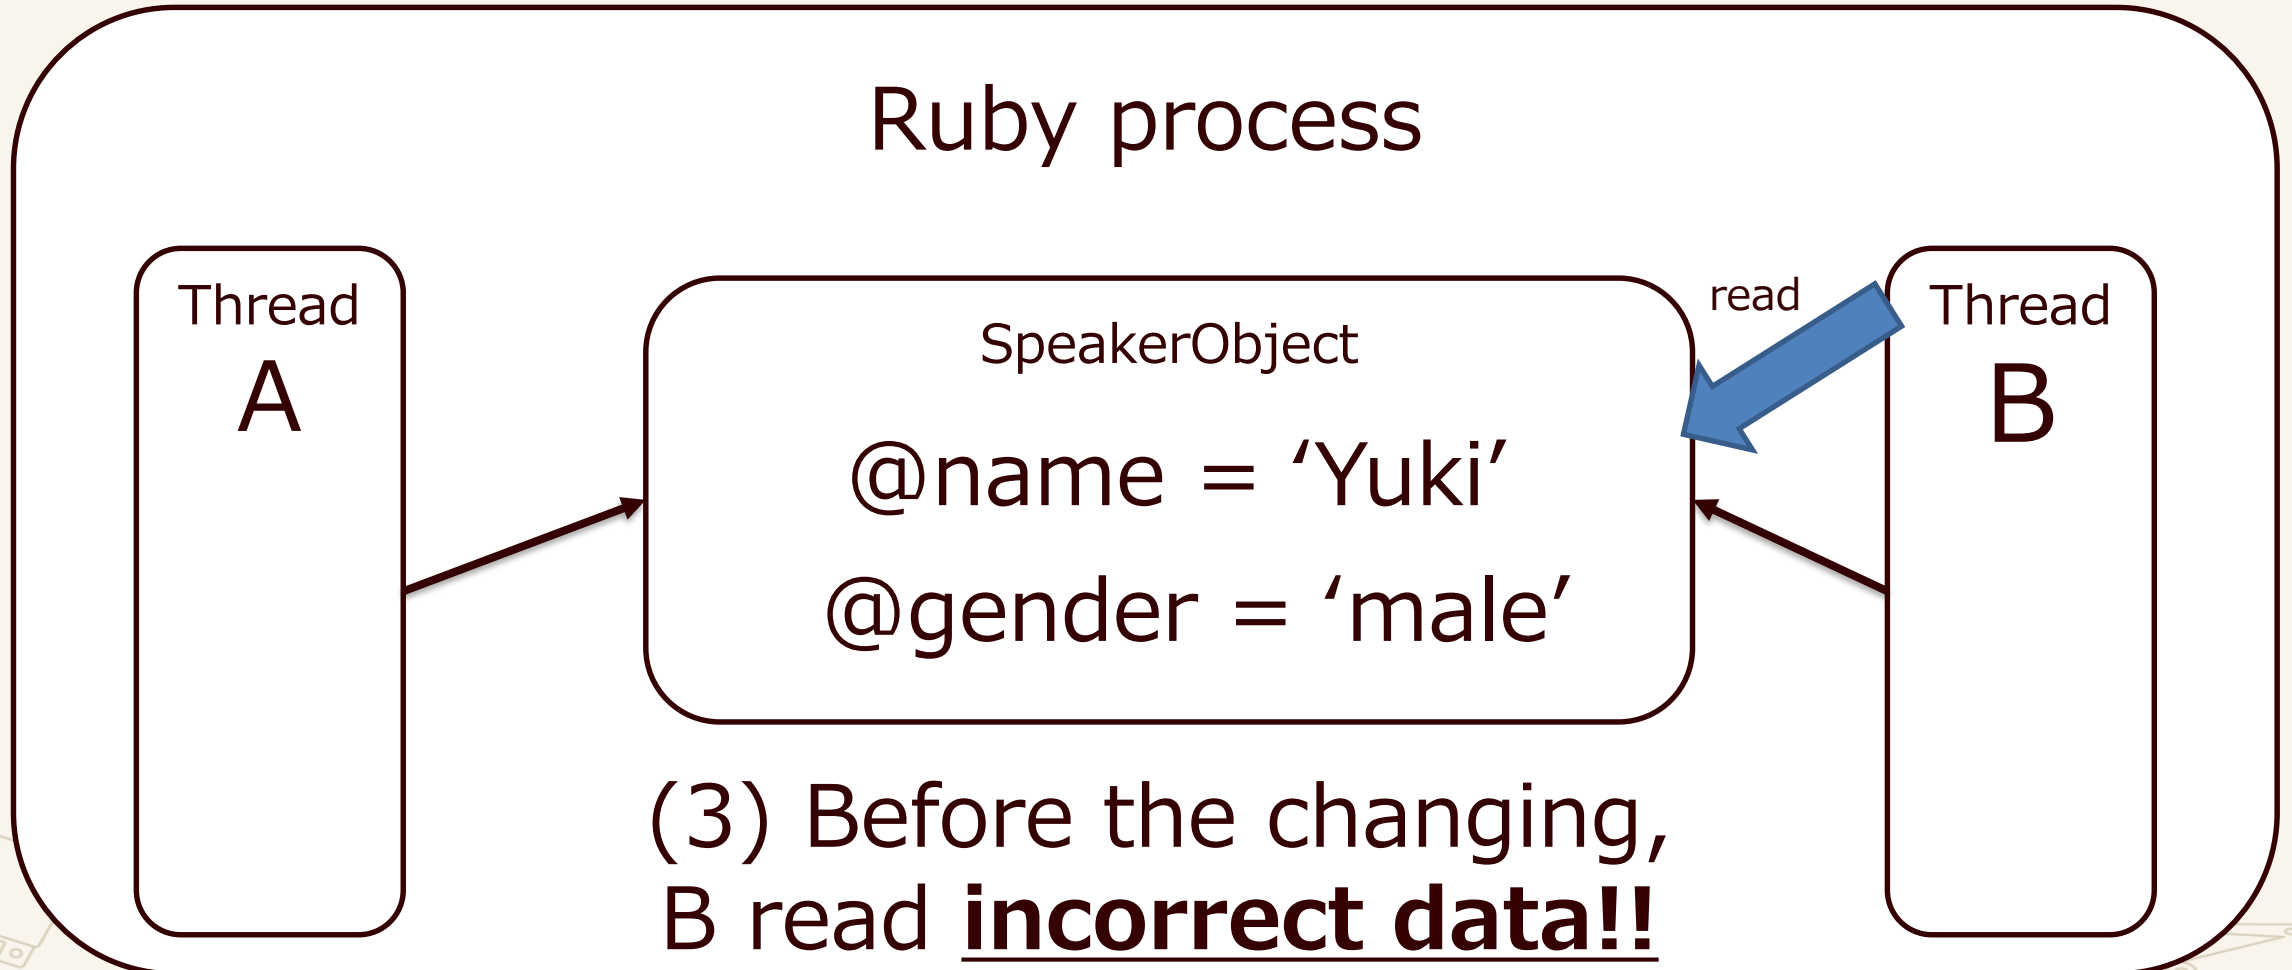 Ruby process
Thread
A
SpeakerObject
@name = ‘Yuki’
@gender = ‘male’
read
Thread
B
(3) Before the changing,
B read incorrect data!!